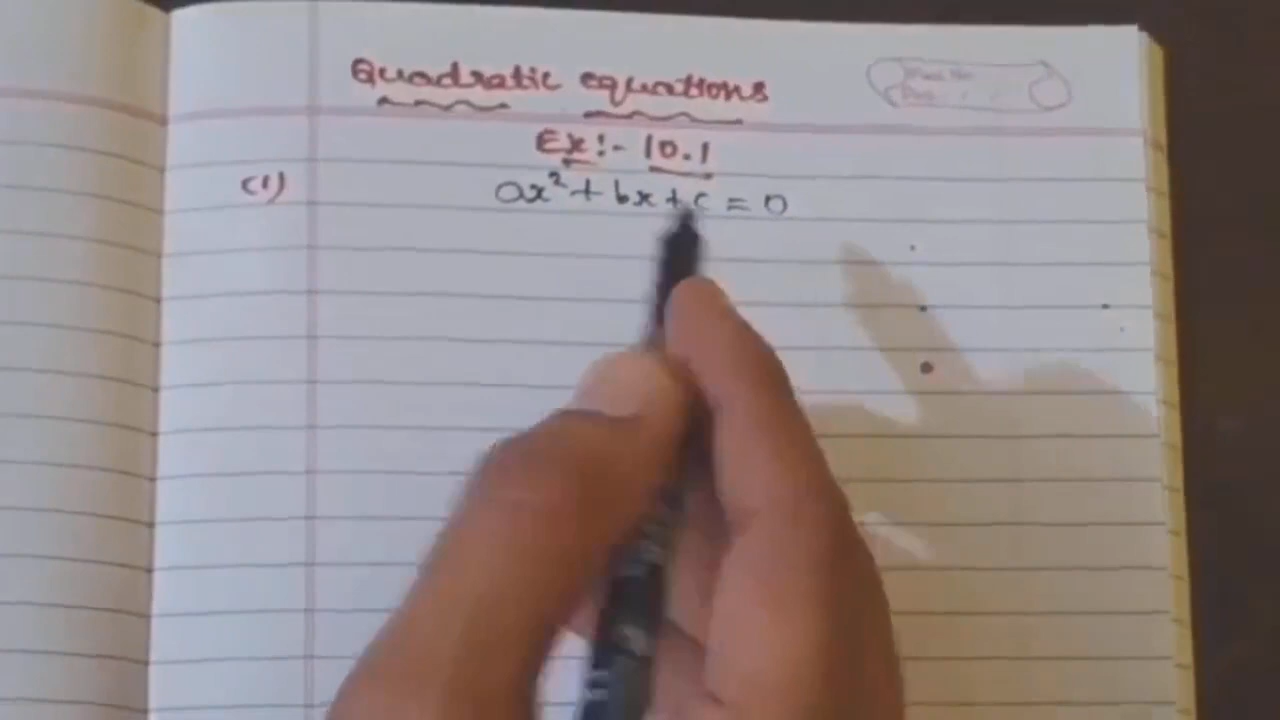 Quadratic equations
Ex:- 10.1
(1) ax² + bx + c = 0